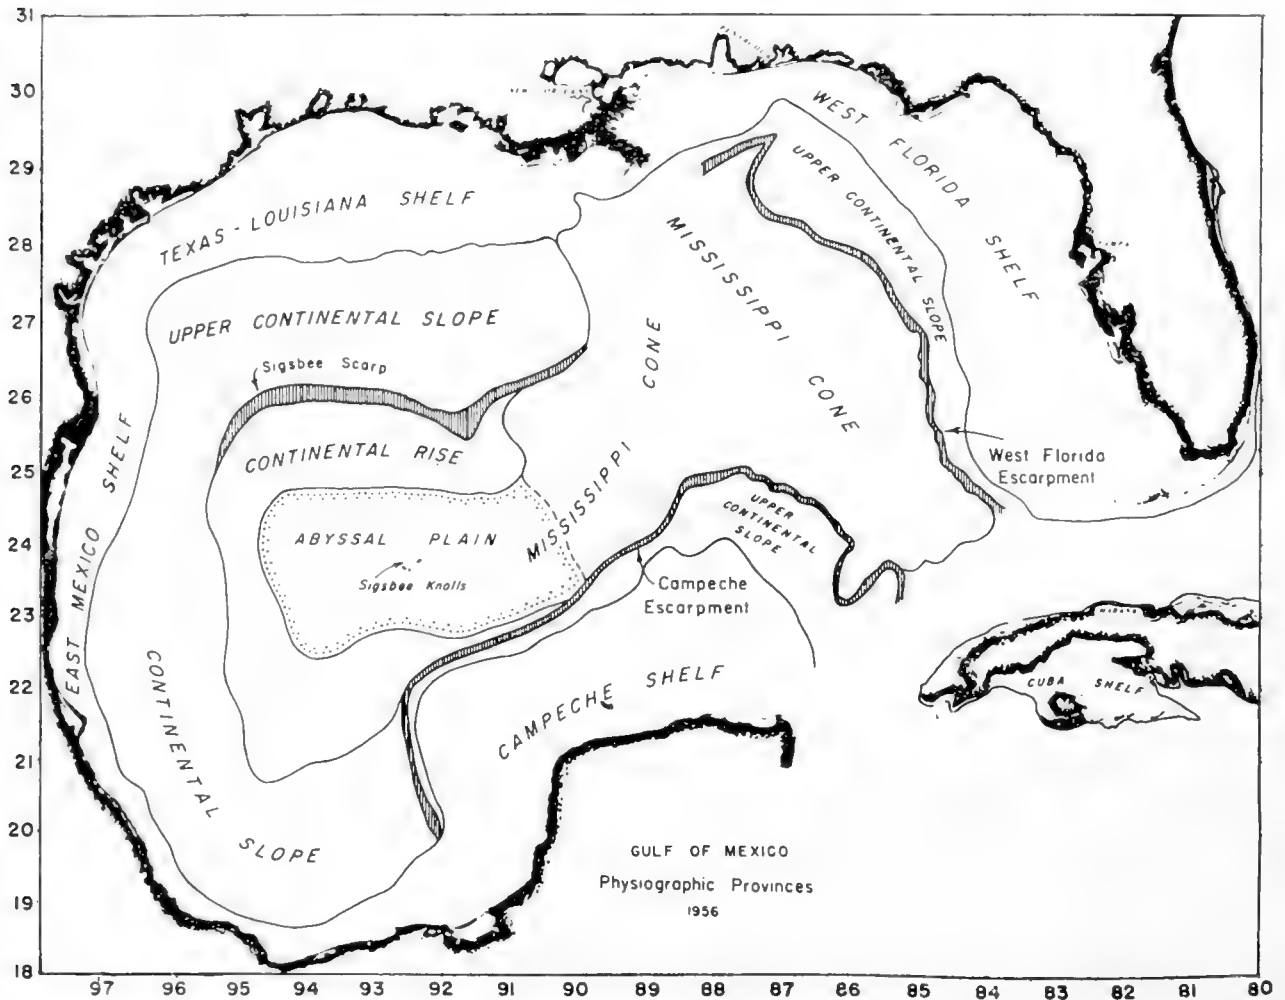 31
30
29
28
27
26
25
24
23
22
21
20
19
18
97 96 95 94 93 92 91 90 89 88 87 86 85 84 83 82 81 80
WEST FLORIDA SHELF
UPPER CONTINENTAL SLOPE
TEXAS - LOUISIANA SHELF
MISSISSIPPI CONE
UPPER CONTINENTAL SLOPE
Sigsbee Scarp
MISSISSIPPI CONE
CONTINENTAL RISE
West Florida
Escarpment
EAST MEXICO SHELF
ABYSSAL PLAIN
Sigsbee Knolls
UPPER
CONTINENTAL
SLOPE
Campeche
Escarpment
CONTINENTAL SLOPE
CAMPECHE SHELF
HABANA
CUBA SHELF
GULF OF MEXICO
Physiographic Provinces
1956